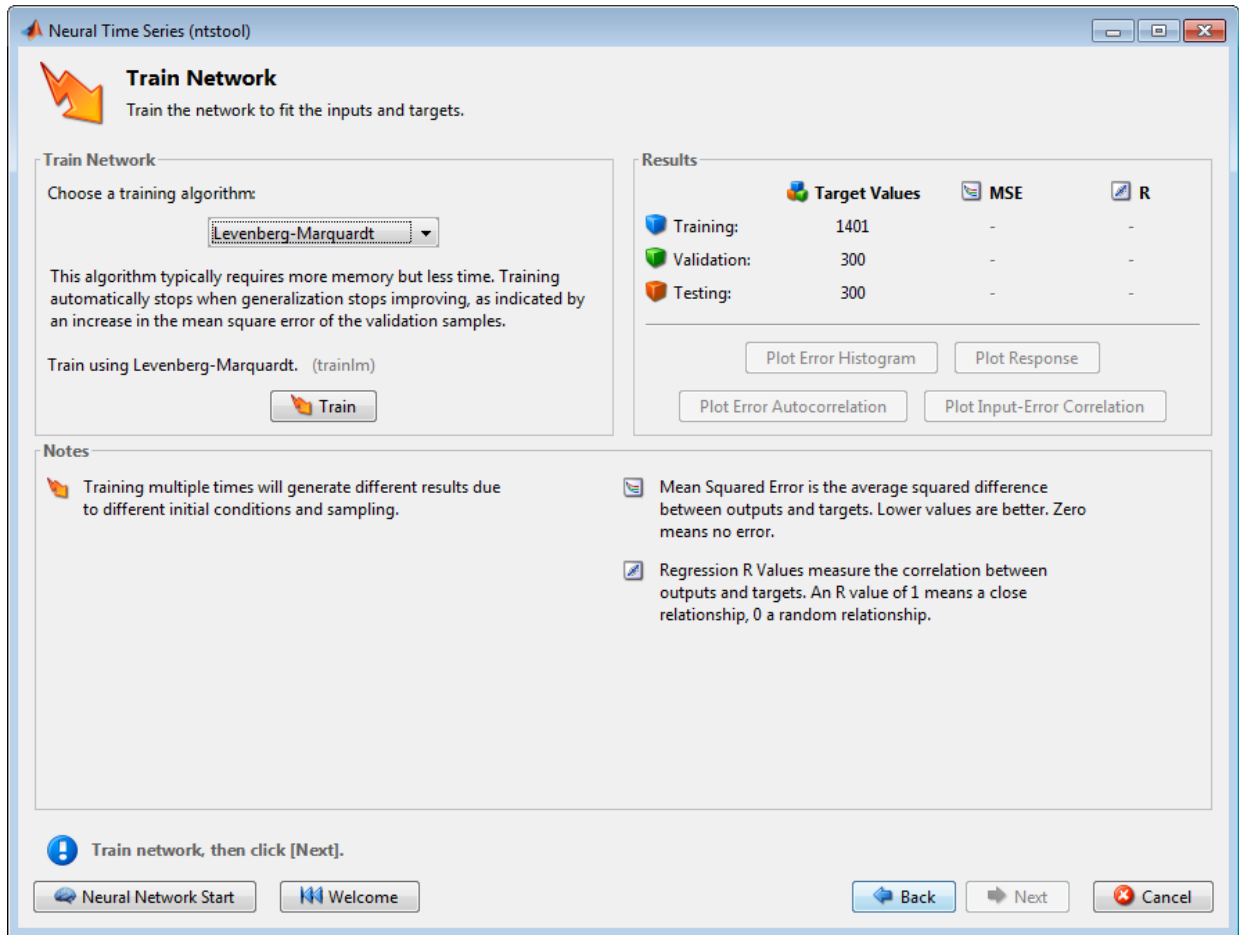 Neural Time Series (ntstool)
Train Network
Train the network to fit the inputs and targets.
Train Network
Choose a training algorithm:
Levenberg-Marquardt
This algorithm typically requires more memory but less time. Training
automatically stops when generalization stops improving, as indicated by
an increase in the mean square error of the validation samples.
Train using Levenberg-Marquardt. (trainlm)
Train
Results
Target Values MSE R
Training: 1401 - -
Validation: 300 - -
Testing: 300 - -
Plot Error Histogram Plot Response
Plot Error Autocorrelation Plot Input-Error Correlation
Notes
Training multiple times will generate different results due
to different initial conditions and sampling.
Mean Squared Error is the average squared difference
between outputs and targets. Lower values are better. Zero
means no error.
Regression R Values measure the correlation between
outputs and targets. An R value of 1 means a close
relationship, 0 a random relationship.
Train network, then click [Next].
Neural Network Start Welcome Back Next Cancel